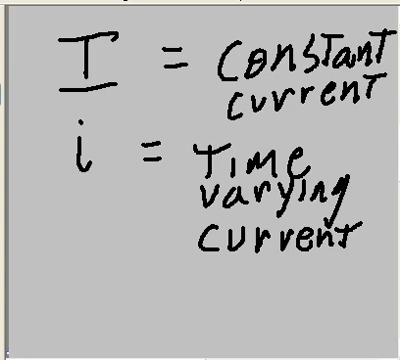 I = constant
current
i = Time
varying
current